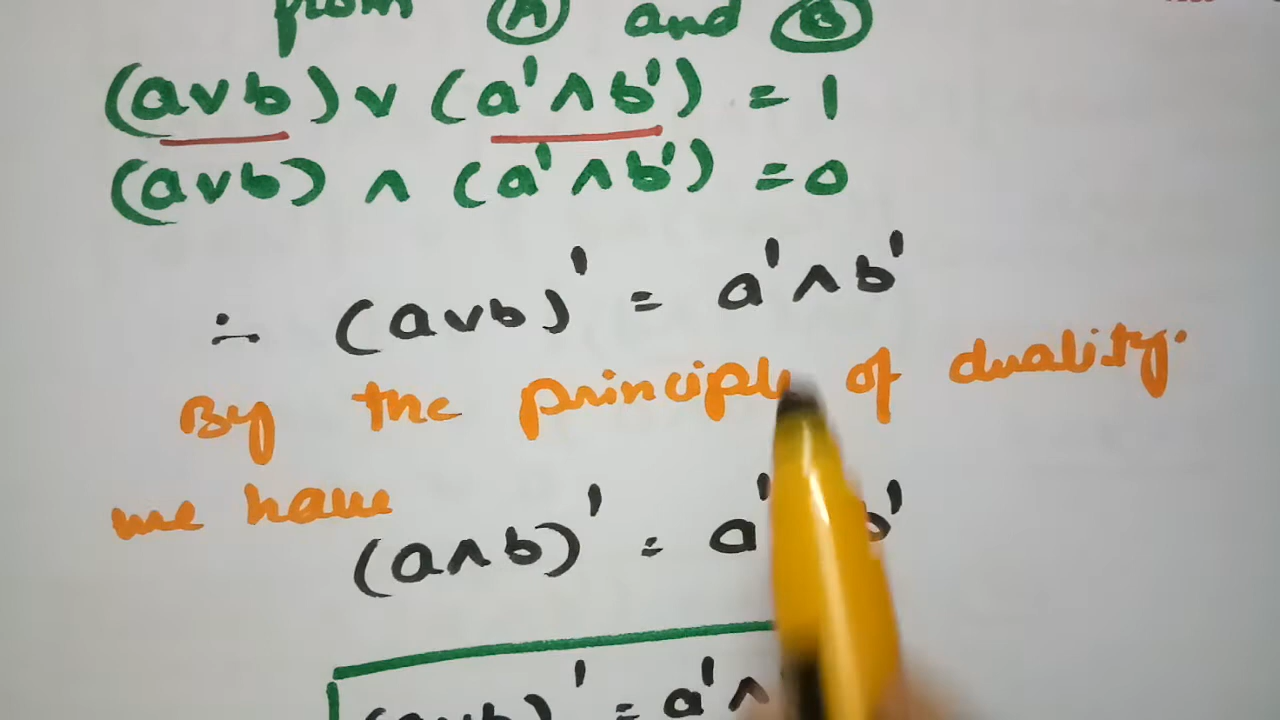 from Ⓐ and Ⓑ
(a∨b) ∨ (a'∧b') = 1
(a∨b) ∧ (a'∧b') = 0
∴ (a∨b)' = a'∧b'
By the principle of duality.
we have
(a∧b)' = a' b'
(a∨b)' = a'∧